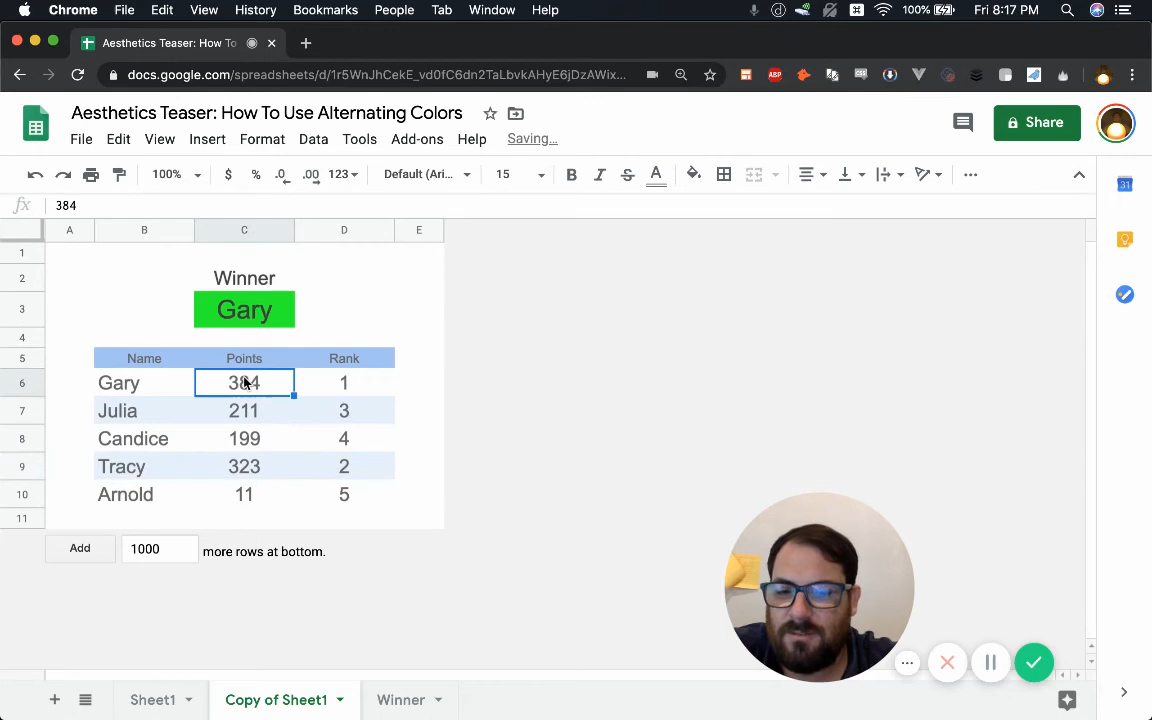 Chrome File Edit View History Bookmarks People Tab Window Help 100% Fri 8:17 PM
Aesthetics Teaser: How To
docs.google.com/spreadsheets/d/1r5WnJhCekE_vd0fC6dn2TaLbvkAHyE6jDzAWix...
Aesthetics Teaser: How To Use Alternating Colors
Share
File Edit View Insert Format Data Tools Add-ons Help Saving...
100% $ % .0 .00 123 Default (Ari... 15 B I S A
fx 384
A B C D E
1
2 Winner
3 Gary
4
5 Name Points Rank
6 Gary 384 1
7 Julia 211 3
8 Candice 199 4
9 Tracy 323 2
10 Arnold 11 5
11
Add 1000 more rows at bottom.
Sheet1 Copy of Sheet1 Winner